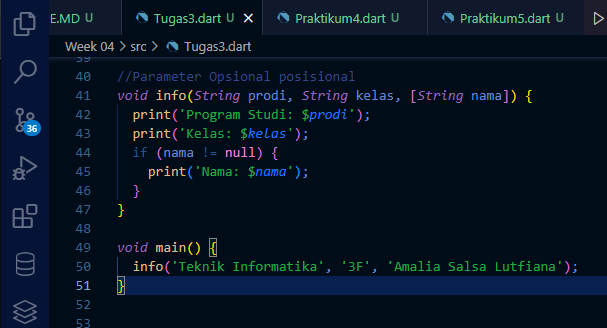 E.MD U Tugas3.dart U Praktikum4.dart U Praktikum5.dart U
Week 04 > src > Tugas3.dart
39
40 //Parameter Opsional posisional
41 void info(String prodi, String kelas, [String nama]) {
42 print('Program Studi: $prodi');
43 print('Kelas: $kelas');
44 if (nama != null) {
45 print('Nama: $nama');
46 }
47 }
48
49 void main() {
50 info('Teknik Informatika', '3F', 'Amalia Salsa Lutfiana');
51 }
52
53
36